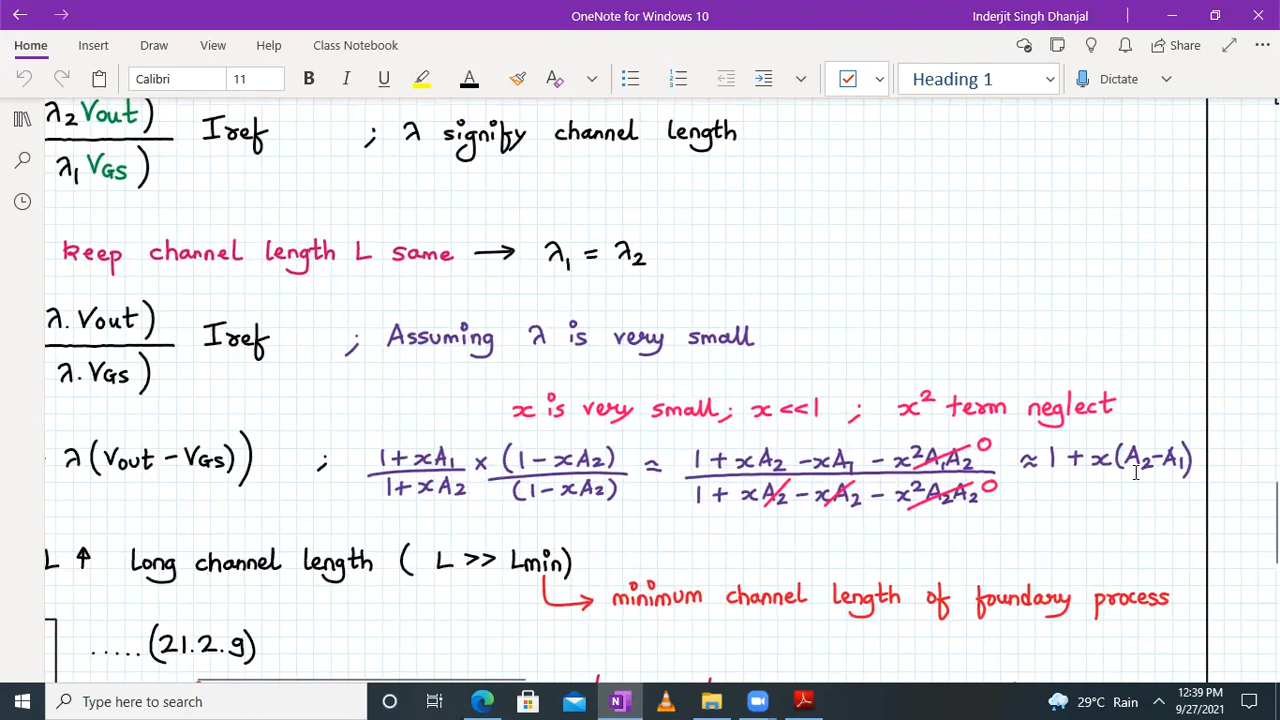 OneNote for Windows 10
Inderjit Singh Dhanjal
Home Insert Draw View Help Class Notebook Share
Calibri 11 B I U A Heading 1 Dictate
λ₂ Vout) / λ₁ VGS) Iref ; λ signify channel length
keep channel length L same → λ₁ = λ₂
λ.Vout) / λ.VGS) Iref ; Assuming λ is very small
x is very small; x<<1 ; x² term neglect
λ(Vout - VGS)) ; (1+xA₁)/(1+xA₂) × (1-xA₂)/(1-xA₂) ≈ (1 + xA₂ - xA₁ - x²A₁A₂ 0)/(1 + xA₂ - xA₂ - x²A₂A₂ 0) ≈ 1 + x(A₂-A₁)
L ↑ Long channel length ( L >> Lmin)
→ minimum channel length of foundary process
.....(21.2.9)
Type here to search
29°C Rain
12:39 PM
9/27/2021